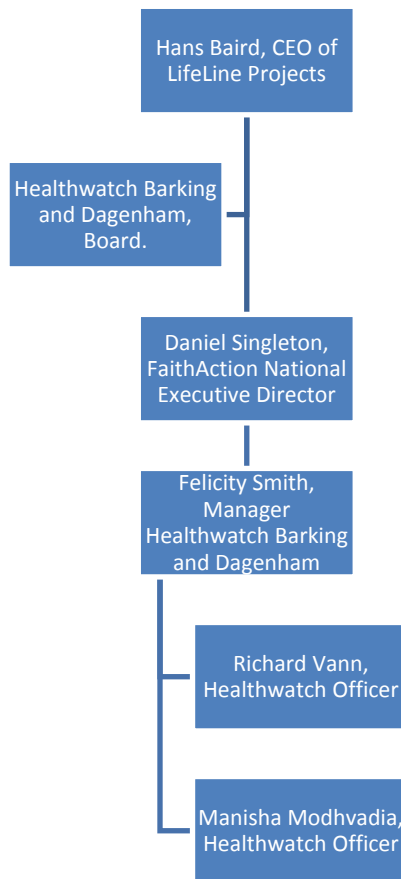 Hans Baird, CEO of
LifeLine Projects
Healthwatch Barking
and Dagenham,
Board.
Daniel Singleton,
FaithAction National
Executive Director
Felicity Smith,
Manager
Healthwatch Barking
and Dagenham
Richard Vann,
Healthwatch Officer
Manisha Modhvadia,
Healthwatch Officer